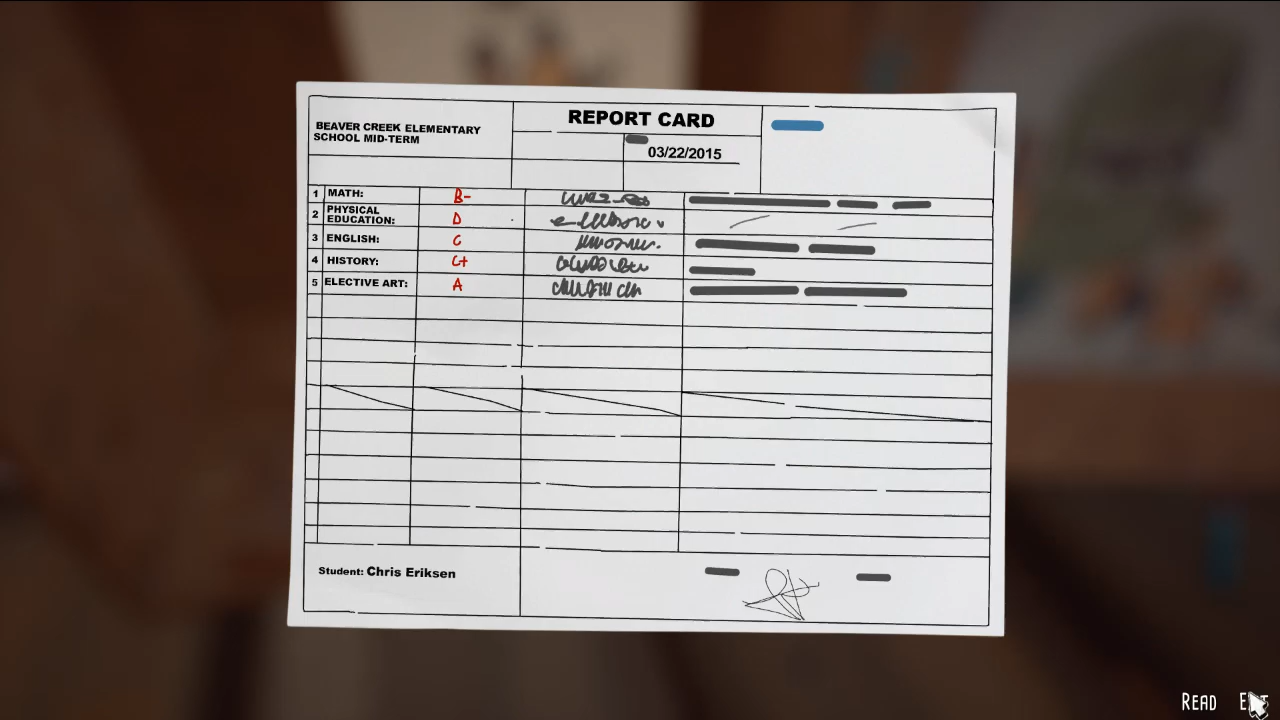 REPORT CARD
BEAVER CREEK ELEMENTARY
SCHOOL MID-TERM
03/22/2015
1 MATH: B-
2 PHYSICAL
EDUCATION: D
3 ENGLISH: C
4 HISTORY: C+
5 ELECTIVE ART: A
Student: Chris Eriksen
READ